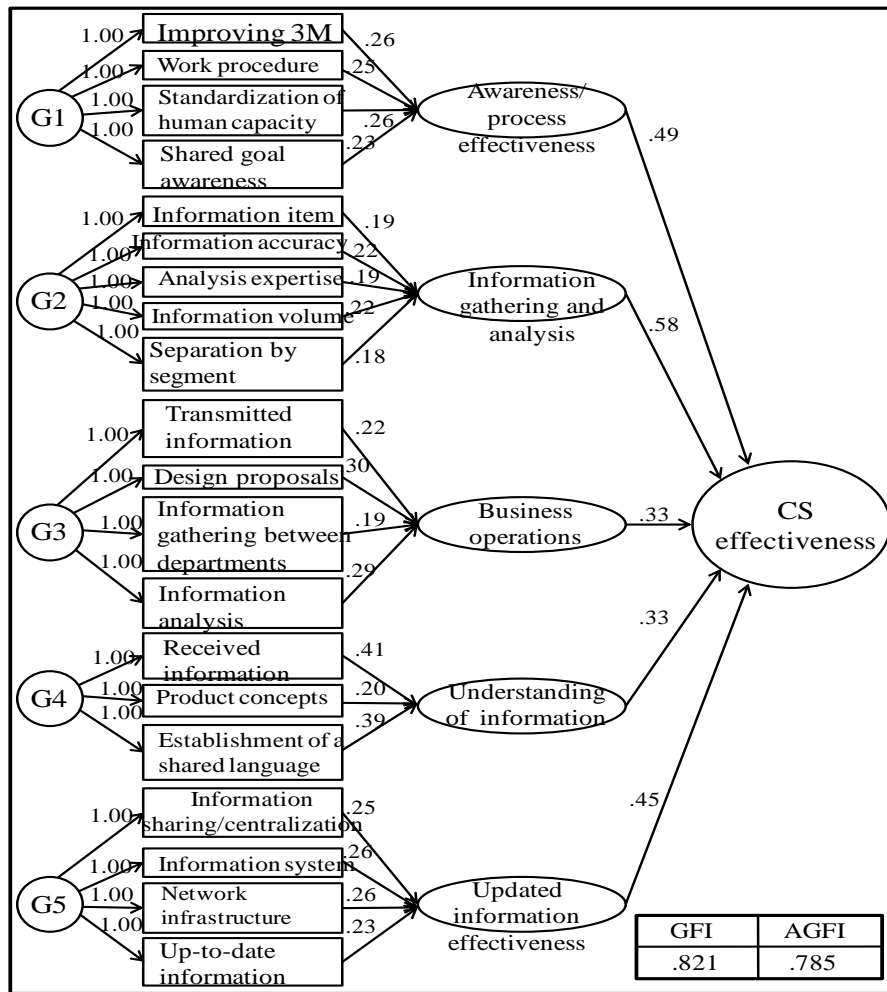 1.00
1.00
1.00
1.00
G1
Improving 3M
Work procedure
Standardization of
human capacity
Shared goal
awareness
.26
.25
.26
.23
Awareness/
process
effectiveness
.49
1.00
1.00
1.00
1.00
1.00
G2
Information item
Information accuracy
Analysis expertise
Information volume
Separation by
segment
.19
.22
.19
.22
.18
Information
gathering and
analysis
.58
1.00
1.00
1.00
1.00
G3
Transmitted
information
Design proposals
Information
gathering between
departments
Information
analysis
.22
.30
.19
.29
Business
operations
.33
CS
effectiveness
1.00
1.00
1.00
G4
Received
information
Product concepts
Establishment of a
shared language
.41
.20
.39
Understanding
of information
.33
1.00
1.00
1.00
1.00
G5
Information
sharing/centralization
Information system
Network
infrastructure
Up-to-date
information
.25
.26
.26
.23
Updated
information
effectiveness
.45
GFI AGFI
.821 .785